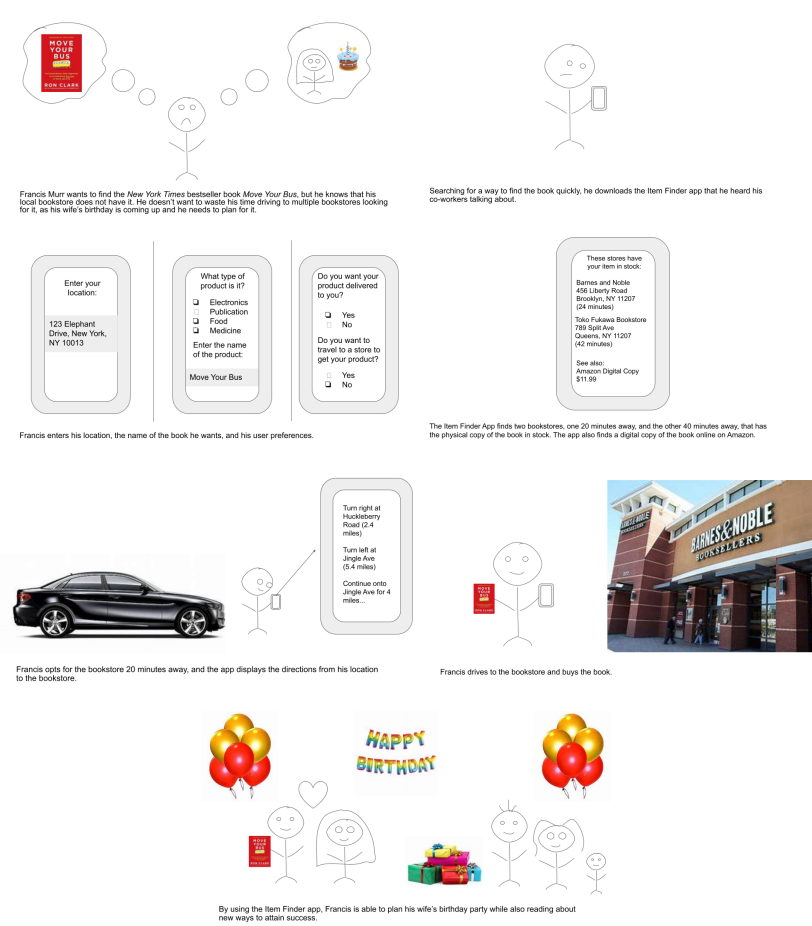 MOVE
YOUR
BUS
RON CLARK
Francis Murr wants to find the New York Times bestseller book Move Your Bus, but he knows that his
local bookstore does not have it. He doesn't want to waste his time driving to multiple bookstores looking
for it, as his wife's birthday is coming up and he needs to plan for it.
Searching for a way to find the book quickly, he downloads the Item Finder app that he heard his
co-workers talking about.
Enter your
location:
123 Elephant
Drive, New York,
NY 10013
What type of
product is it?
Electronics
Publication
Food
Medicine
Enter the name
of the product:
Move Your Bus
Do you want your
product delivered
to you?
Yes
No
Do you want to
travel to a store to
get your product?
Yes
No
Francis enters his location, the name of the book he wants, and his user preferences.
These stores have
your item in stock:
Barnes and Noble
456 Liberty Road
Brooklyn, NY 11207
(24 minutes)
Toko Fukawa Bookstore
789 Split Ave
Queens, NY 11207
(42 minutes)
See also:
Amazon Digital Copy
$11.99
The Item Finder App finds two bookstores, one 20 minutes away, and the other 40 minutes away, that has
the physical copy of the book in stock. The app also finds a digital copy of the book online on Amazon.
Turn right at
Huckleberry
Road (2.4
miles)
Turn left at
Jingle Ave
(5.4 miles)
Continue onto
Jingle Ave for 4
miles...
Francis opts for the bookstore 20 minutes away, and the app displays the directions from his location
to the bookstore.
MOVE
YOUR
BUS
RON CLARK
BARNES & NOBLE
BARNES & NOBLE
BOOKSELLERS
Francis drives to the bookstore and buys the book.
HAPPY
BIRTHDAY
MOVE
YOUR
BUS
RON CLARK
By using the Item Finder app, Francis is able to plan his wife's birthday party while also reading about
new ways to attain success.